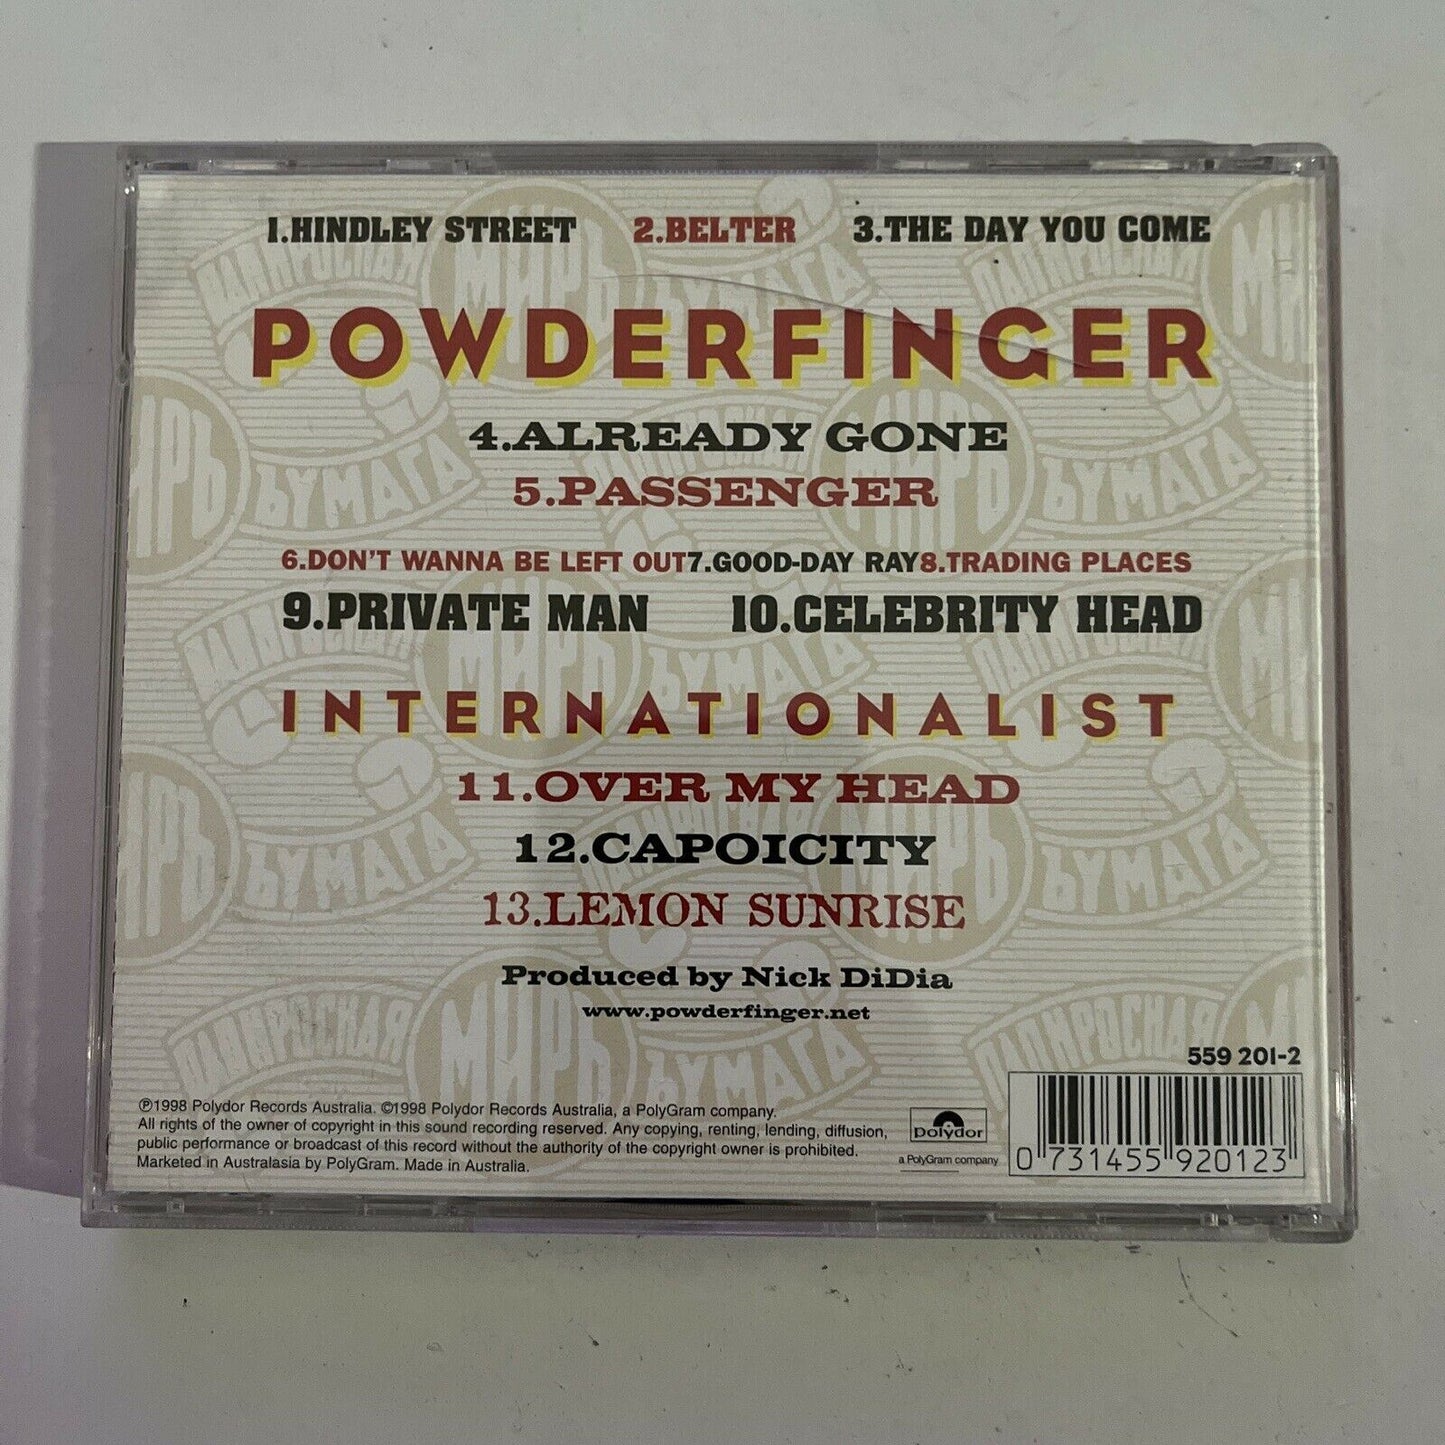 1.HINDLEY STREET 2.BELTER 3.THE DAY YOU COME
POWDERFINGER
4.ALREADY GONE
5.PASSENGER
6.DON'T WANNA BE LEFT OUT7.GOOD-DAY RAY8.TRADING PLACES
9.PRIVATE MAN 10.CELEBRITY HEAD
INTERNATIONALIST
11.OVER MY HEAD
12.CAPOICITY
13.LEMON SUNRISE
Produced by Nick DiDia
www.powderfinger.net
559 201-2
℗1998 Polydor Records Australia. ©1998 Polydor Records Australia, a PolyGram company.
All rights of the owner of copyright in this sound recording reserved. Any copying, renting, lending, diffusion,
public performance or broadcast of this record without the authority of the copyright owner is prohibited.
Marketed in Australasia by PolyGram. Made in Australia.
polydor
a PolyGram company
0 731455 920123
ПАПИРОСНАЯ
МИРЪ
БУМАГА